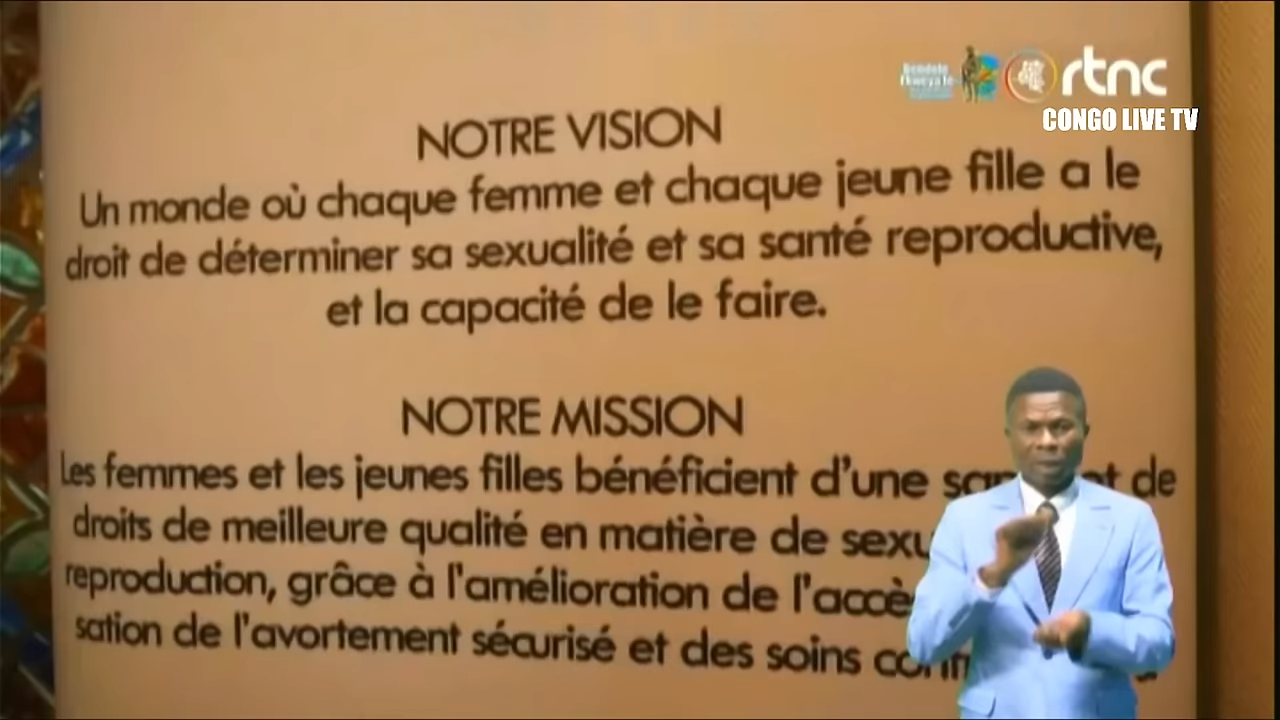 rtnc
CONGO LIVE TV
NOTRE VISION
Un monde où chaque femme et chaque jeune fille a le
droit de déterminer sa sexualité et sa santé reproductive,
et la capacité de le faire.
NOTRE MISSION
Les femmes et les jeunes filles bénéficient d'une et de
droits de meilleure qualité en matière de
reproduction, grâce à l'amélioration de
sation de l'avortement sécurisé et des soins